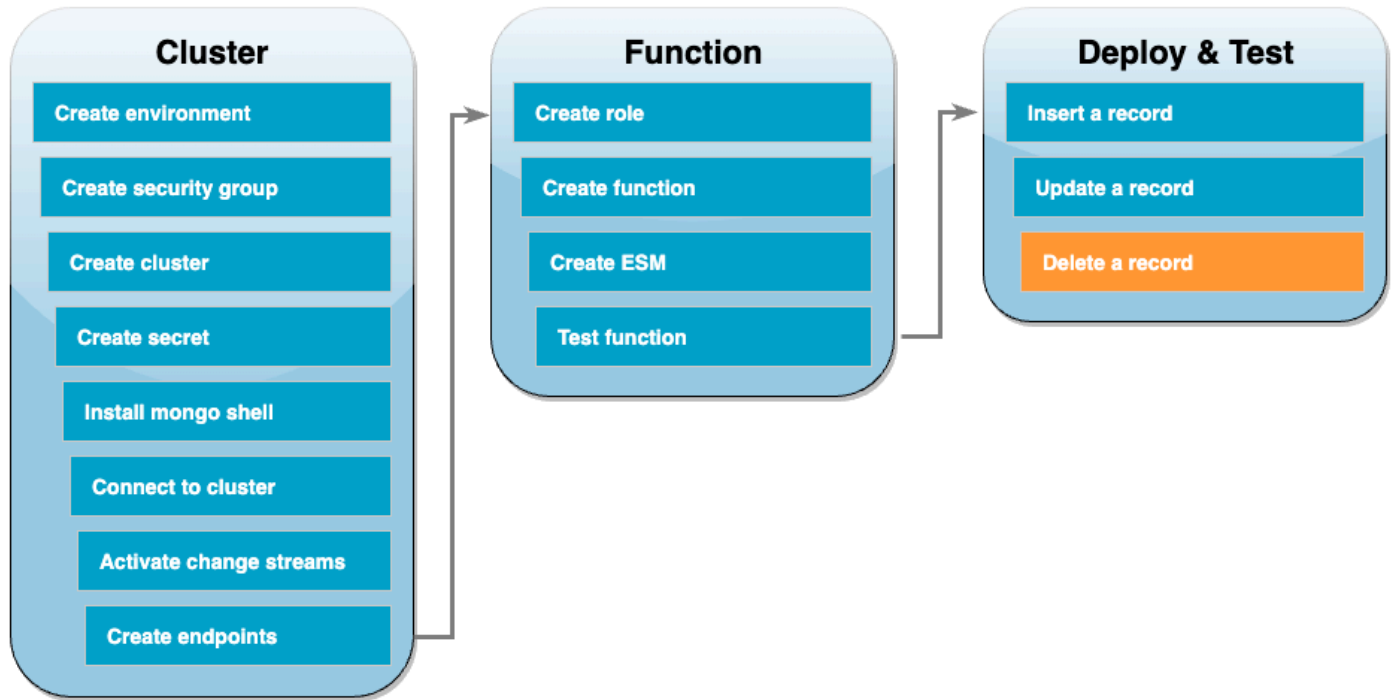 Cluster
Create environment
Create security group
Create cluster
Create secret
Install mongo shell
Connect to cluster
Activate change streams
Create endpoints
Function
Create role
Create function
Create ESM
Test function
Deploy & Test
Insert a record
Update a record
Delete a record